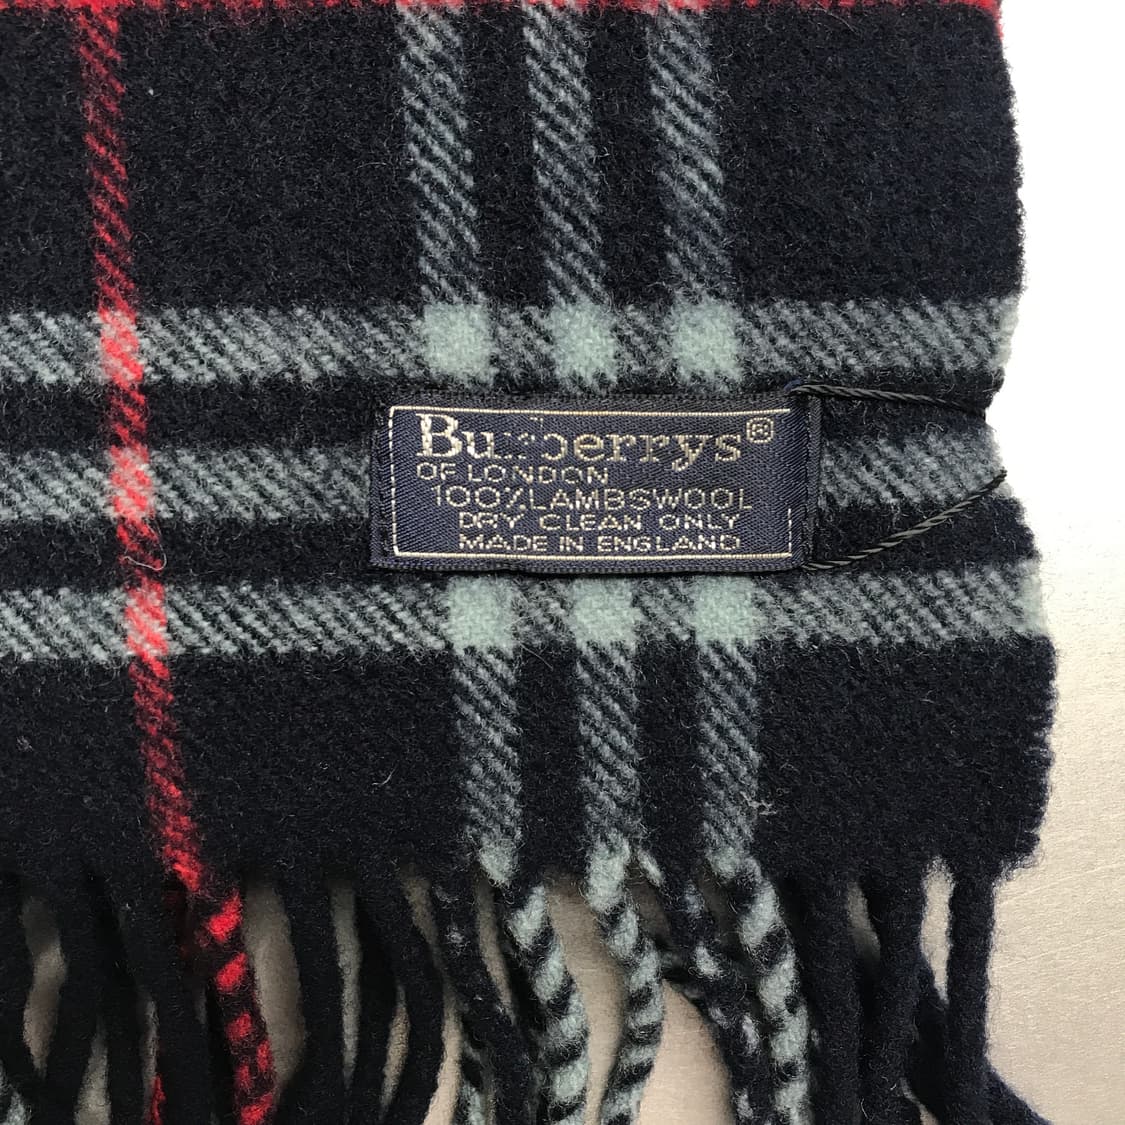 Burberrys®
OF LONDON
100% LAMBSWOOL
DRY CLEAN ONLY
MADE IN ENGLAND